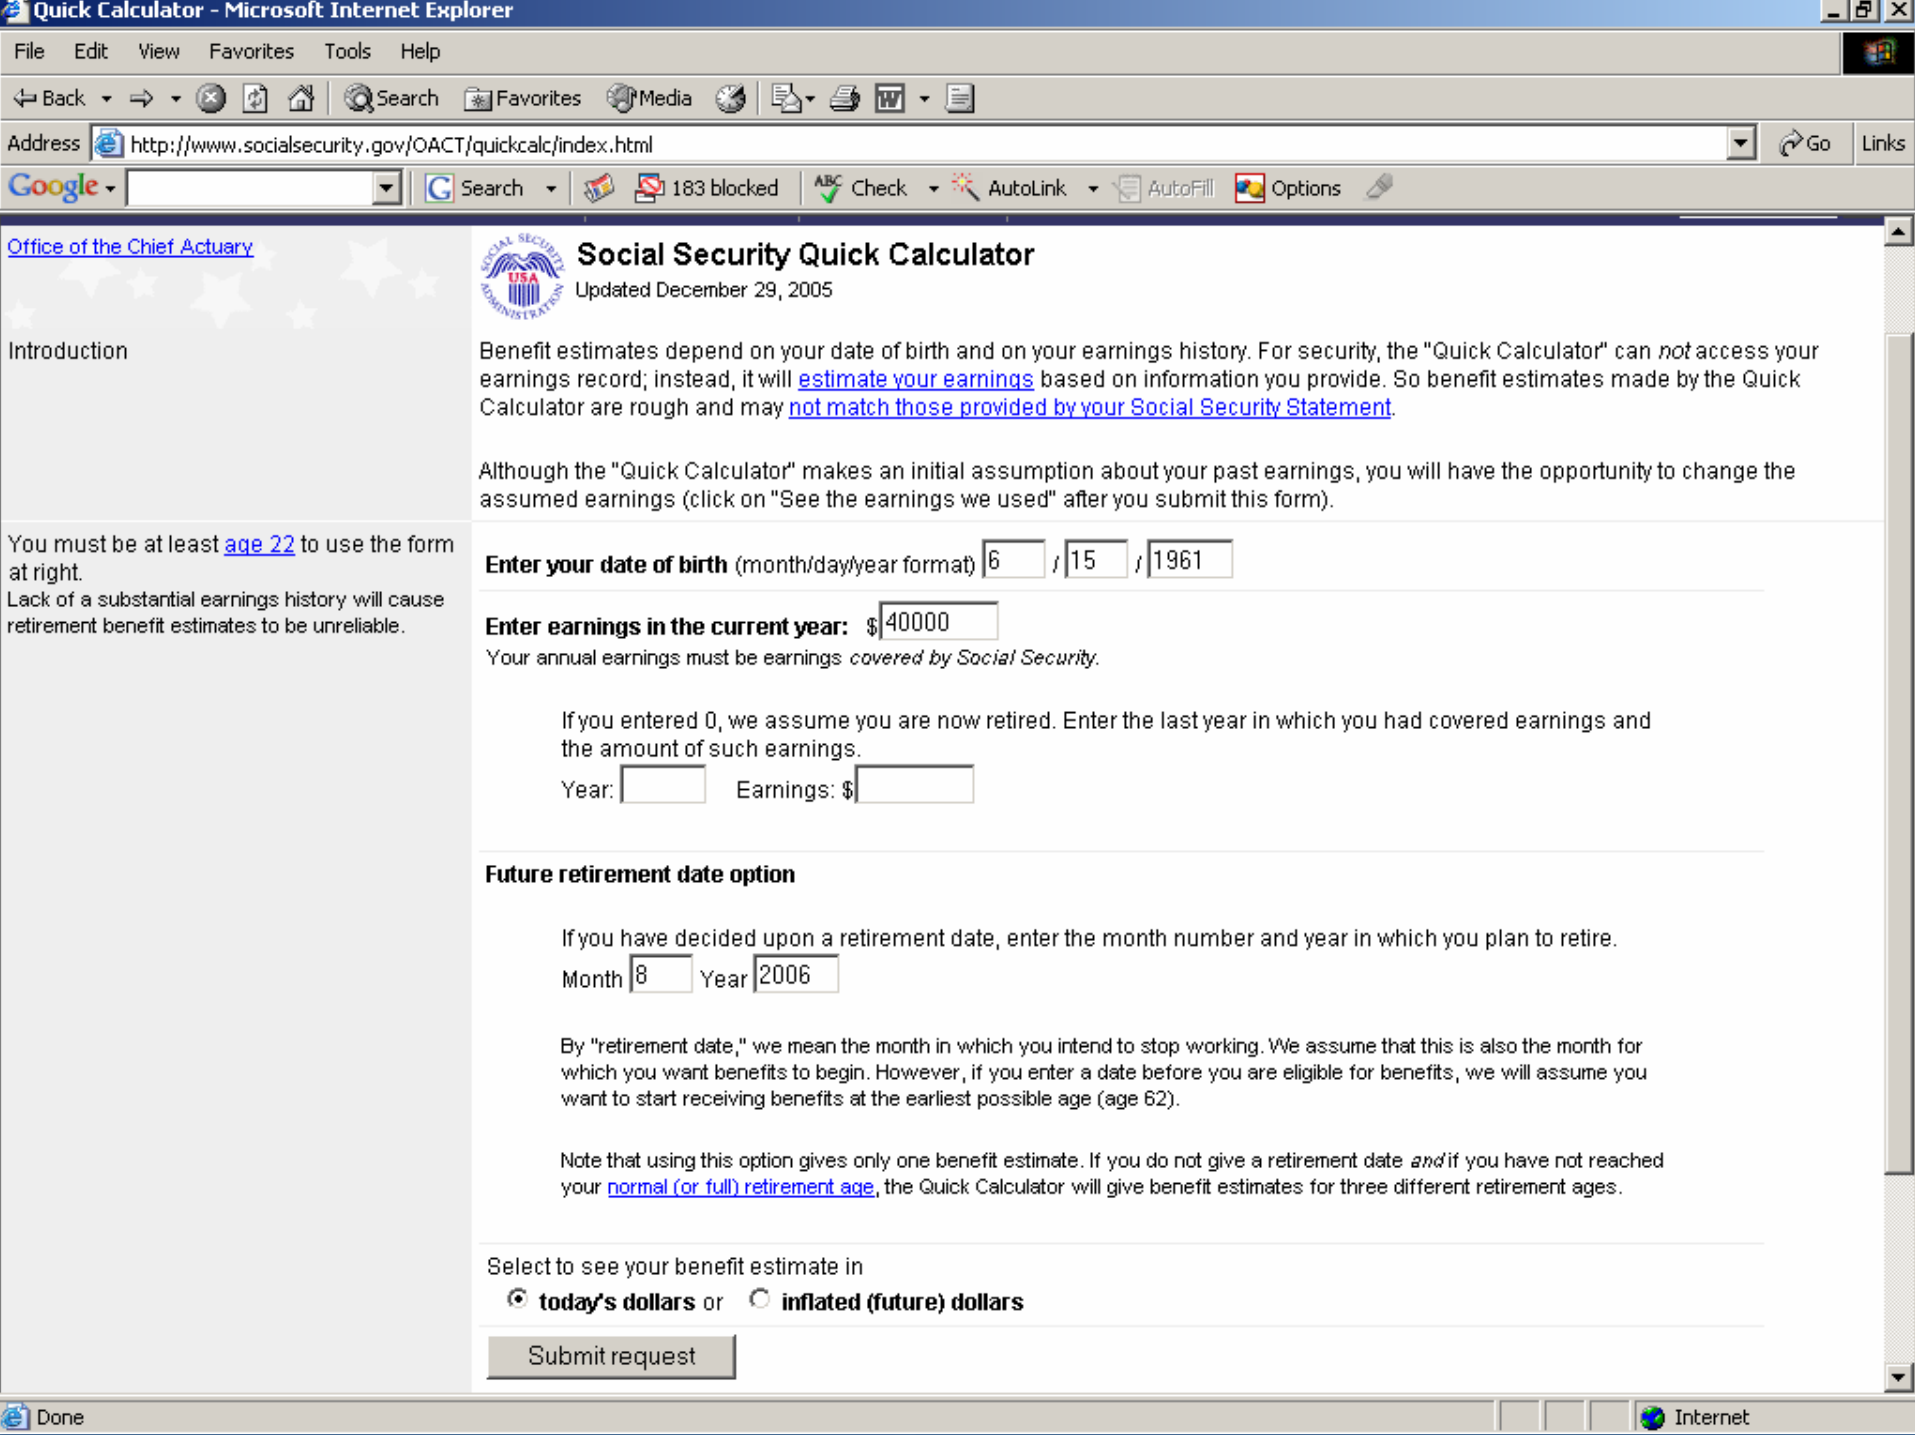 Quick Calculator - Microsoft Internet Explorer
File Edit View Favorites Tools Help
Back Search Favorites Media
Address http://www.socialsecurity.gov/OACT/quickcalc/index.html Go Links
Google Search 183 blocked ABC Check AutoLink AutoFill Options
Office of the Chief Actuary
SOCIAL SECURITY ADMINISTRATION USA
Social Security Quick Calculator
Updated December 29, 2005
Introduction
Benefit estimates depend on your date of birth and on your earnings history. For security, the "Quick Calculator" can not access your
earnings record; instead, it will estimate your earnings based on information you provide. So benefit estimates made by the Quick
Calculator are rough and may not match those provided by your Social Security Statement.
Although the "Quick Calculator" makes an initial assumption about your past earnings, you will have the opportunity to change the
assumed earnings (click on "See the earnings we used" after you submit this form).
You must be at least age 22 to use the form
at right.
Lack of a substantial earnings history will cause
retirement benefit estimates to be unreliable.
Enter your date of birth (month/day/year format) 6 / 15 / 1961
Enter earnings in the current year: $ 40000
Your annual earnings must be earnings covered by Social Security.
If you entered 0, we assume you are now retired. Enter the last year in which you had covered earnings and
the amount of such earnings.
Year: Earnings: $
Future retirement date option
If you have decided upon a retirement date, enter the month number and year in which you plan to retire.
Month 8 Year 2006
By "retirement date," we mean the month in which you intend to stop working. We assume that this is also the month for
which you want benefits to begin. However, if you enter a date before you are eligible for benefits, we will assume you
want to start receiving benefits at the earliest possible age (age 62).
Note that using this option gives only one benefit estimate. If you do not give a retirement date and if you have not reached
your normal (or full) retirement age, the Quick Calculator will give benefit estimates for three different retirement ages.
Select to see your benefit estimate in
today's dollars or inflated (future) dollars
Submit request
Done Internet